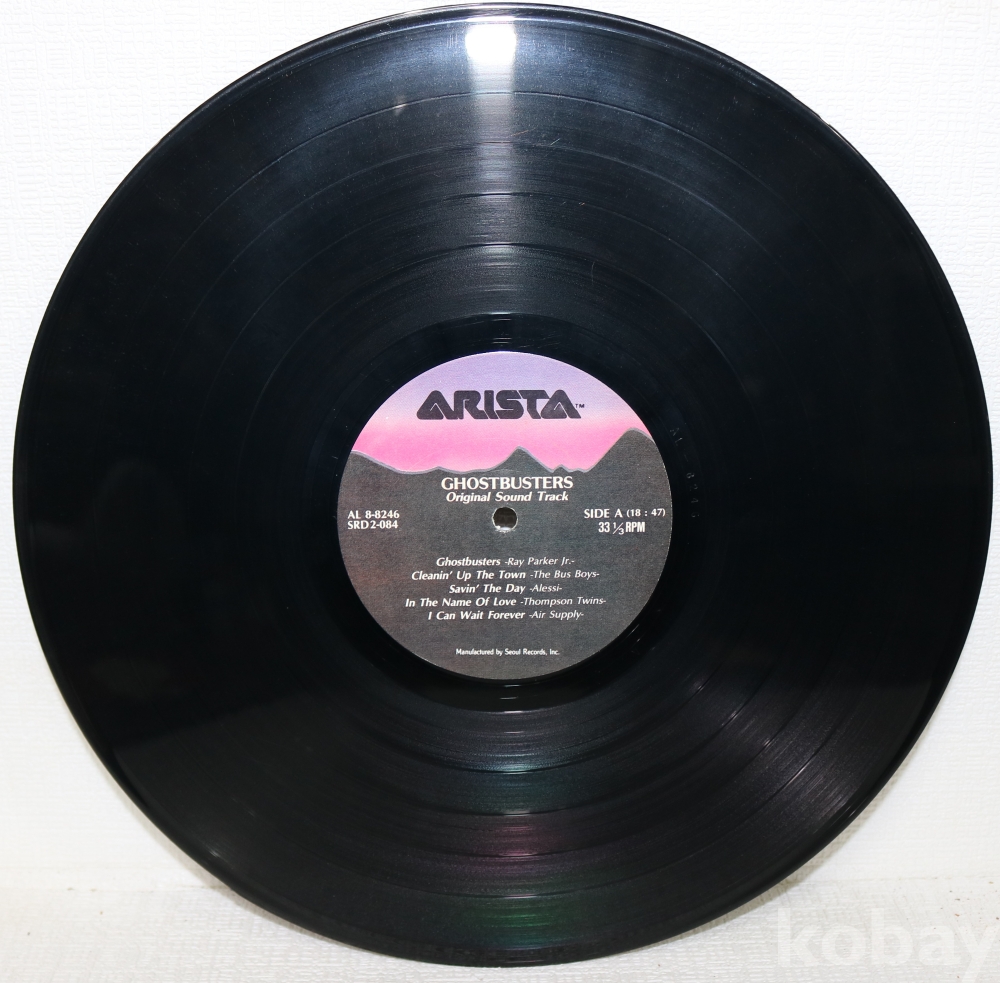 ARISTA™
GHOSTBUSTERS
Original Sound Track
AL 8-8246
SRD 2-084
SIDE A (18 : 47)
33 1/3 RPM
Ghostbusters -Ray Parker Jr.-
Cleanin' Up The Town -The Bus Boys-
Savin' The Day -Alessi-
In The Name Of Love -Thompson Twins-
I Can Wait Forever -Air Supply-
Manufactured by Seoul Records, Inc.
kobay